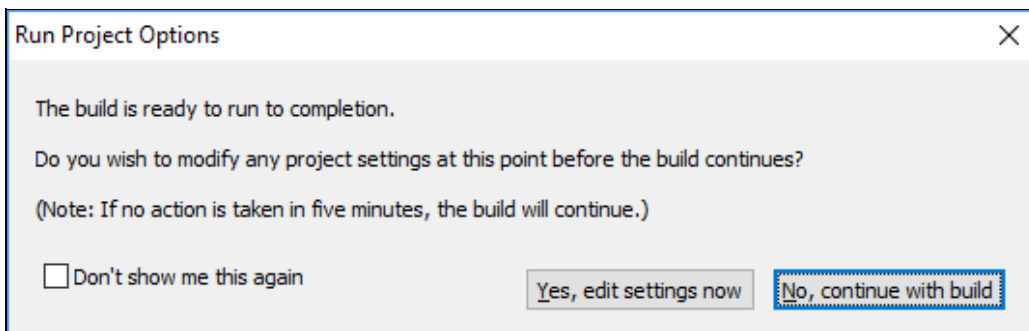 Run Project Options
The build is ready to run to completion.
Do you wish to modify any project settings at this point before the build continues?
(Note: If no action is taken in five minutes, the build will continue.)
Don't show me this again
Yes, edit settings now
No, continue with build